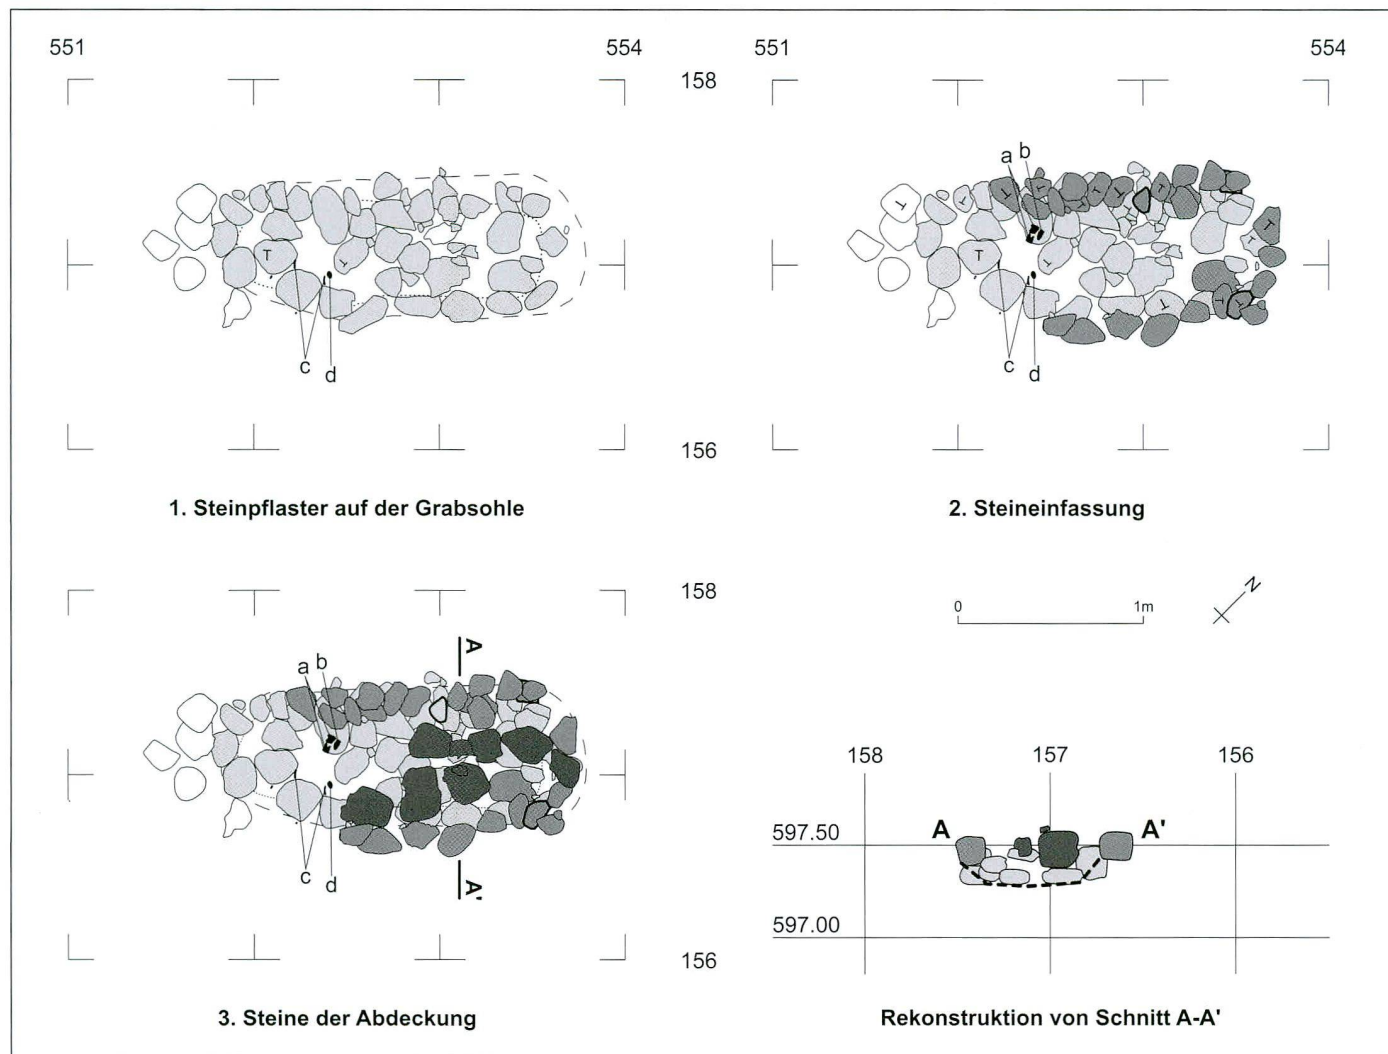 551 554
158
c
d
156
1. Steinpflaster auf der Grabsohle
551 554
a b
c
d
2. Steineinfassung
158
A
a b
c
d
A'
156
3. Steine der Abdeckung
0 1m
N
158 157 156
597.50
A A'
597.00
Rekonstruktion von Schnitt A-A'